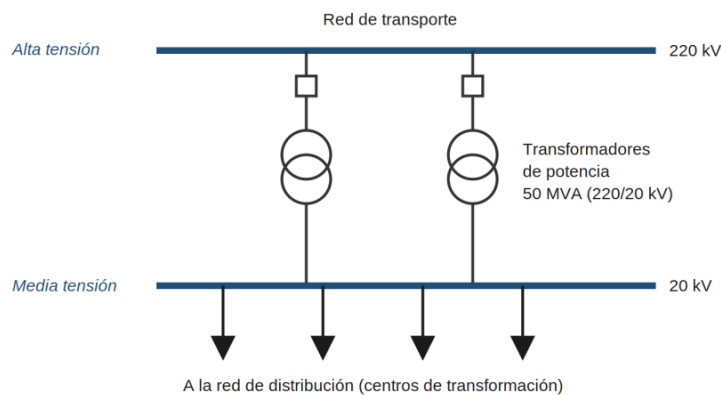 Red de transporte
Alta tensión
220 kV
Transformadores
de potencia
50 MVA (220/20 kV)
Media tensión
20 kV
A la red de distribución (centros de transformación)